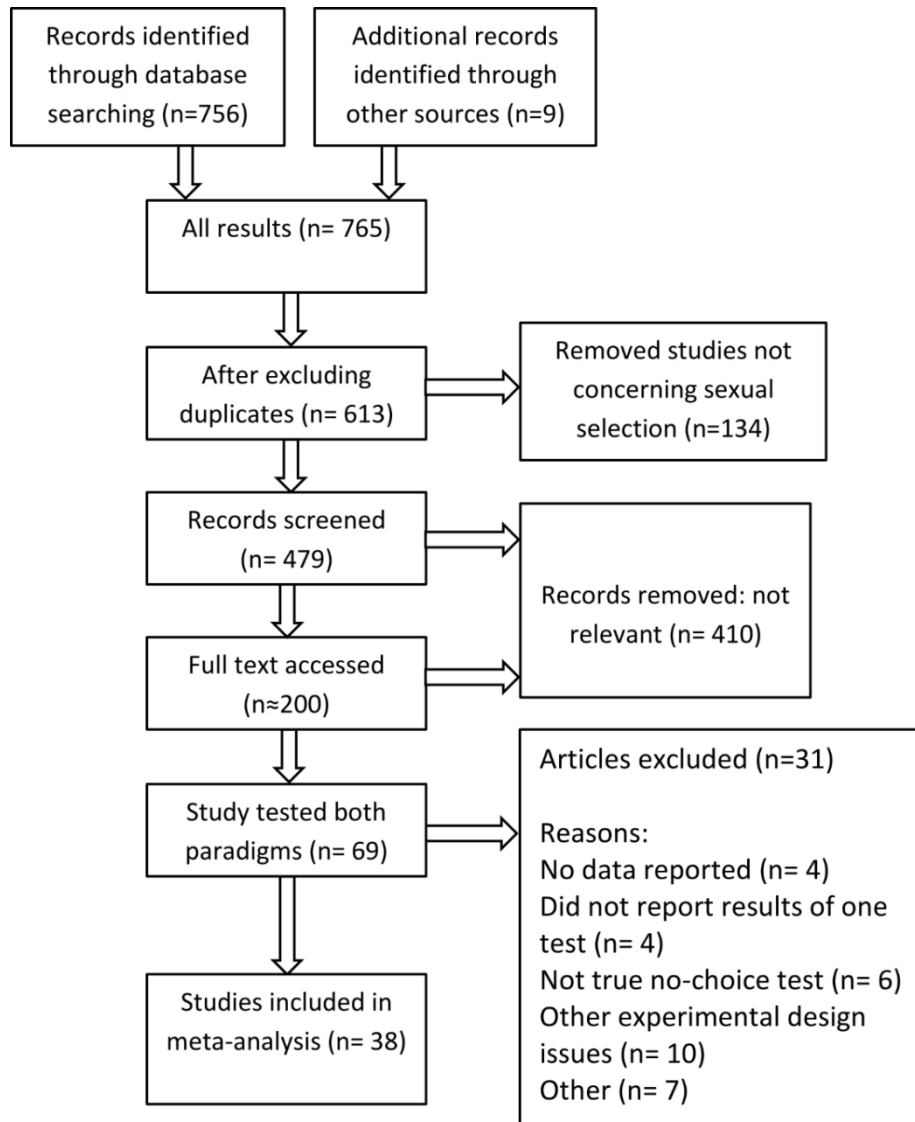 Records identified
through database
searching (n=756)
Additional records
identified through
other sources (n=9)
All results (n= 765)
After excluding
duplicates (n= 613)
Removed studies not
concerning sexual
selection (n=134)
Records screened
(n= 479)
Records removed: not
relevant (n= 410)
Full text accessed
(n≈200)
Study tested both
paradigms (n= 69)
Articles excluded (n=31)
Reasons:
No data reported (n= 4)
Did not report results of one
test (n= 4)
Not true no-choice test (n= 6)
Other experimental design
issues (n= 10)
Other (n= 7)
Studies included in
meta-analysis (n= 38)